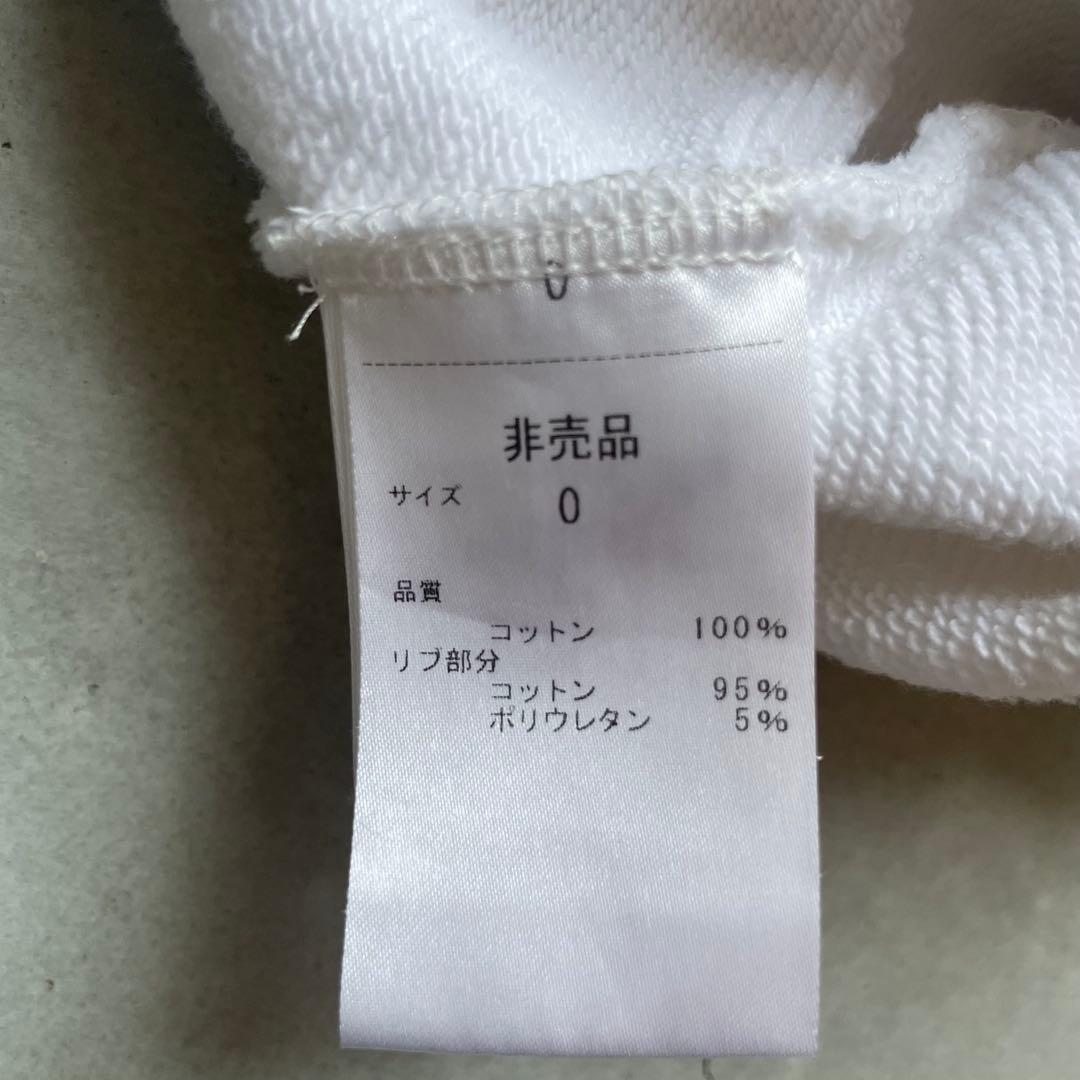 0
非売品
サイズ 0
品質
コットン 100%
リブ部分
コットン 95%
ポリウレタン 5%